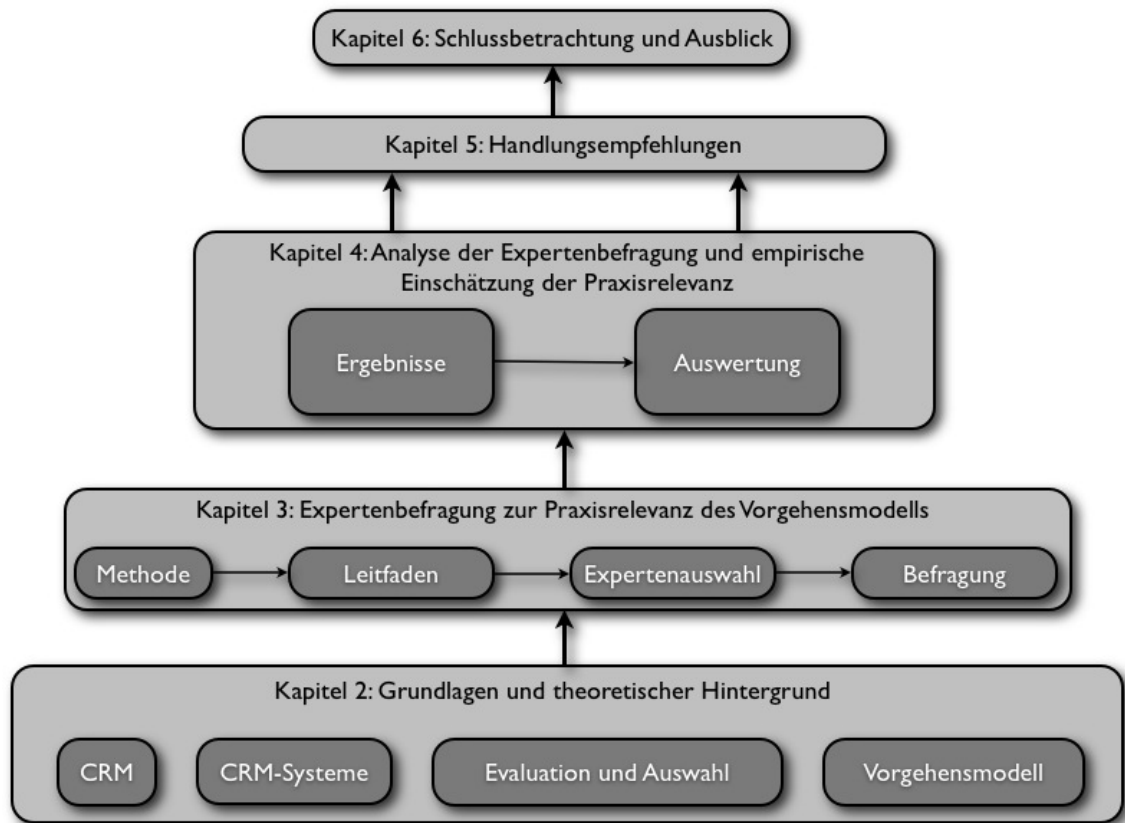 Kapitel 6: Schlussbetrachtung und Ausblick
Kapitel 5: Handlungsempfehlungen
Kapitel 4: Analyse der Expertenbefragung und empirische
Einschätzung der Praxisrelevanz
Ergebnisse
Auswertung
Kapitel 3: Expertenbefragung zur Praxisrelevanz des Vorgehensmodells
Methode
Leitfaden
Expertenauswahl
Befragung
Kapitel 2: Grundlagen und theoretischer Hintergrund
CRM
CRM-Systeme
Evaluation und Auswahl
Vorgehensmodell